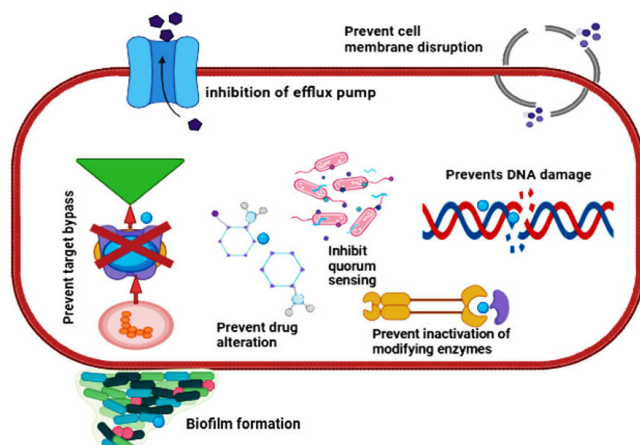 Prevent cell
membrane disruption
inhibition of efflux pump
Prevents DNA damage
Prevent target bypass
Inhibit
quorum
sensing
Prevent drug
alteration
Prevent inactivation of
modifying enzymes
Biofilm formation